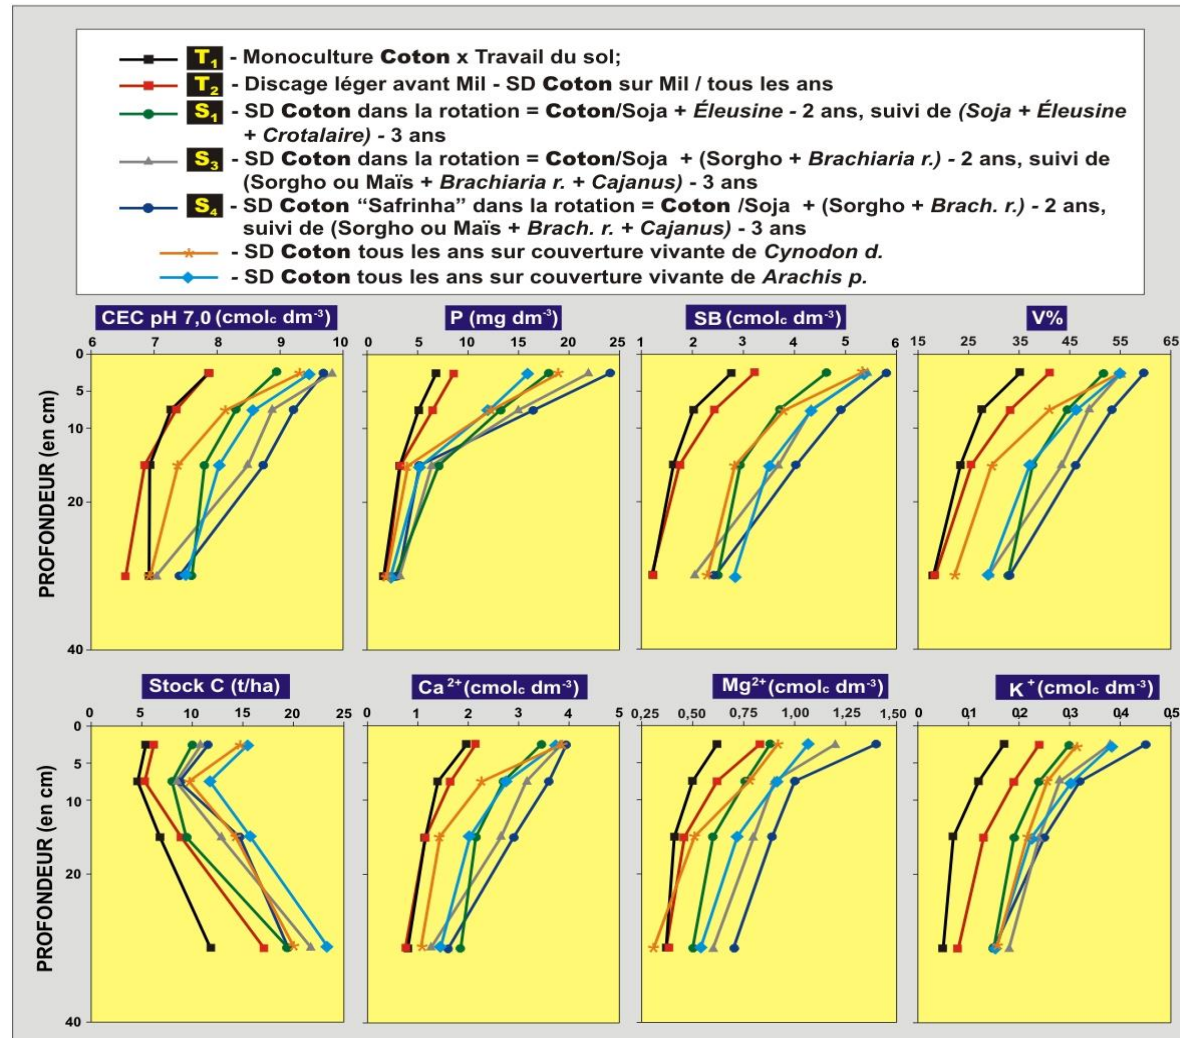 T1 - Monoculture Coton x Travail du sol;
T2 - Discage léger avant Mil - SD Coton sur Mil / tous les ans
S1 - SD Coton dans la rotation = Coton/Soja + Éleusine - 2 ans, suivi de (Soja + Éleusine
+ Crotalaire) - 3 ans
S3 - SD Coton dans la rotation = Coton/Soja + (Sorgho + Brachiaria r.) - 2 ans, suivi de
(Sorgho ou Maïs + Brachiaria r. + Cajanus) - 3 ans
S4 - SD Coton "Safrinha" dans la rotation = Coton /Soja + (Sorgho + Brach. r.) - 2 ans,
suivi de (Sorgho ou Maïs + Brach. r. + Cajanus) - 3 ans
- SD Coton tous les ans sur couverture vivante de Cynodon d.
- SD Coton tous les ans sur couverture vivante de Arachis p.
CEC pH 7,0 (cmolc dm-3) P (mg dm-3) SB (cmolc dm-3) V%
6 7 8 9 10 0 5 10 15 20 25 1 2 3 4 5 6 15 25 35 45 55 65
0
5
10
20
40
PROFONDEUR (en cm)
Stock C (t/ha) Ca2+ (cmolc dm-3) Mg2+ (cmolc dm-3) K+ (cmolc dm-3)
0 5 10 15 20 25 0 1 2 3 4 5 0,25 0,50 0,75 1,00 1,25 1,50 0 0,1 0,2 0,3 0,4 0,5
0
5
10
20
40
PROFONDEUR (en cm)